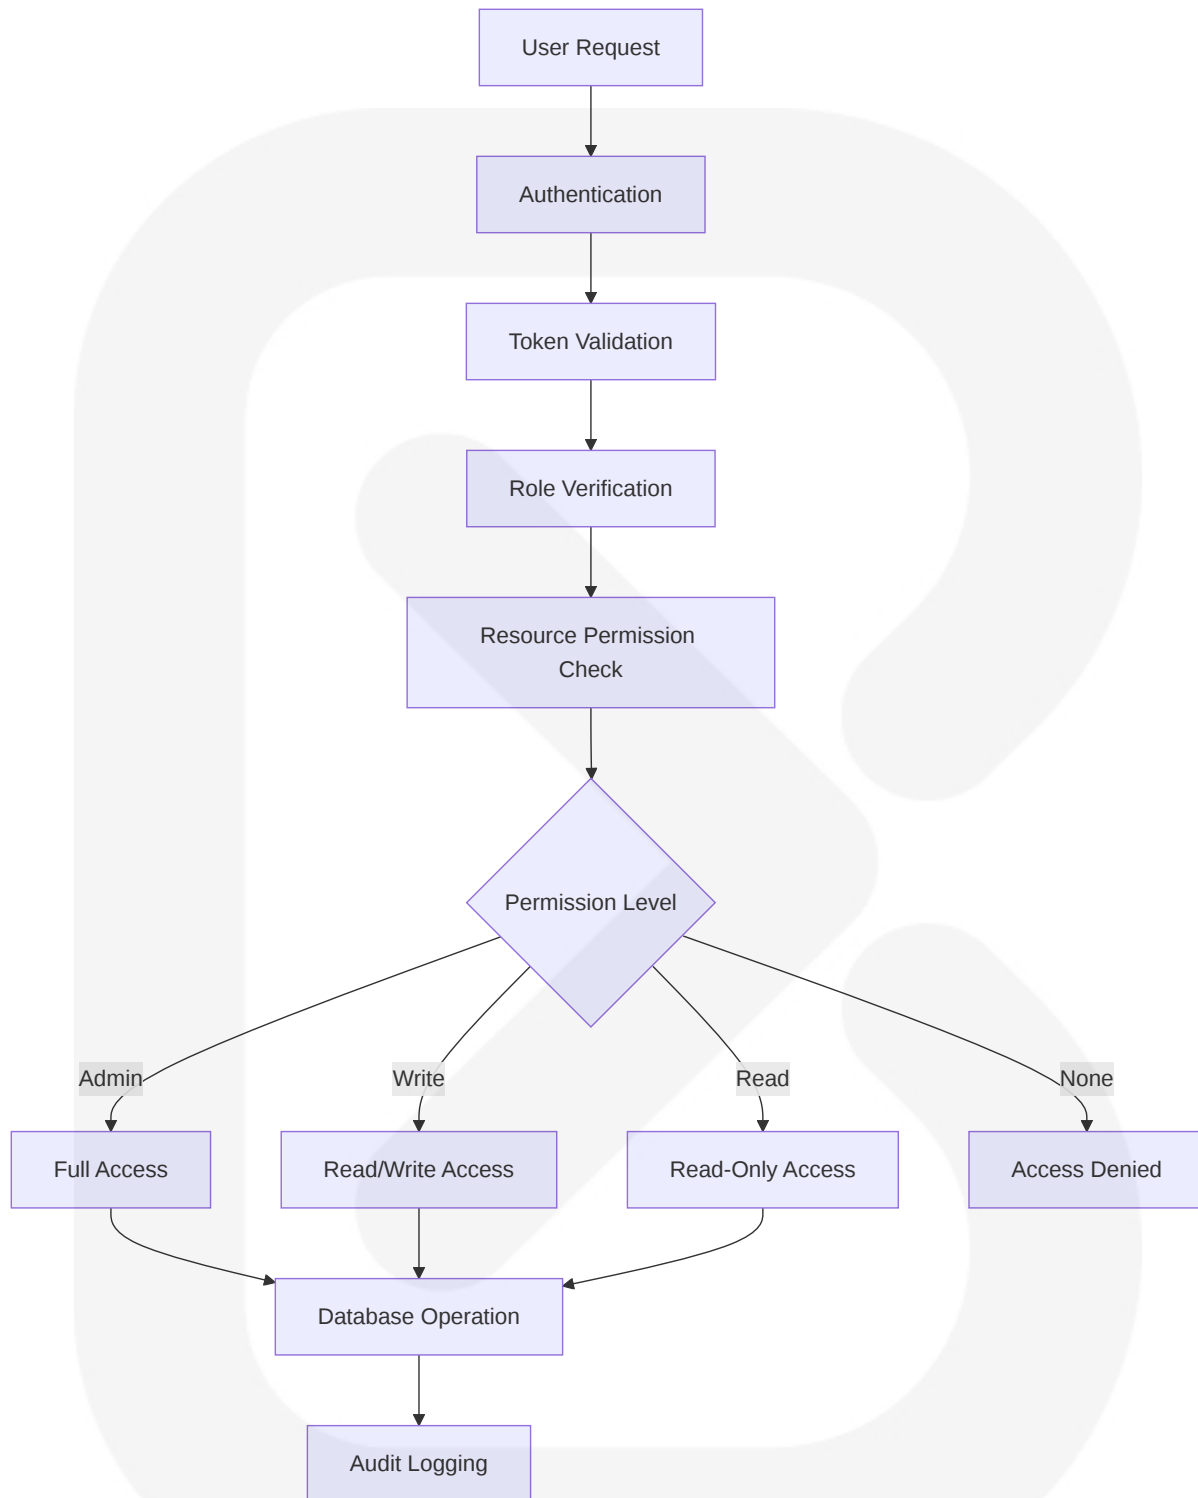 User Request
Authentication
Token Validation
Role Verification
Resource Permission
Check
Permission Level
Admin
Write
Read
None
Full Access
Read/Write Access
Read-Only Access
Access Denied
Database Operation
Audit Logging